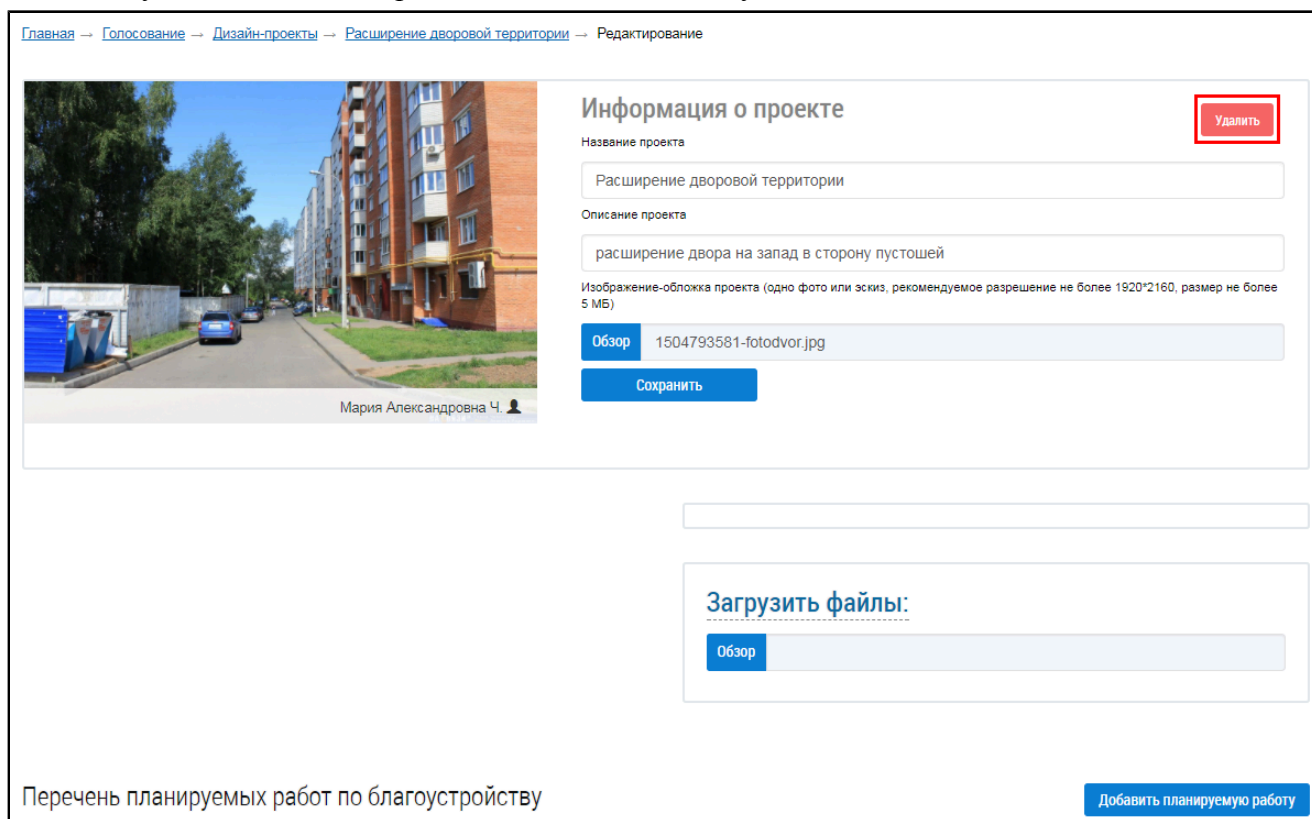 Главная → Голосование → Дизайн-проекты → Расширение дворовой территории → Редактирование
Информация о проекте
Удалить
Название проекта
Расширение дворовой территории
Описание проекта
расширение двора на запад в сторону пустошей
Изображение-обложка проекта (одно фото или эскиз, рекомендуемое разрешение не более 1920*2160, размер не более
5 МБ)
Обзор 1504793581-fotodvor.jpg
Сохранить
Мария Александровна Ч.
Загрузить файлы:
Обзор
Перечень планируемых работ по благоустройству
Добавить планируемую работу